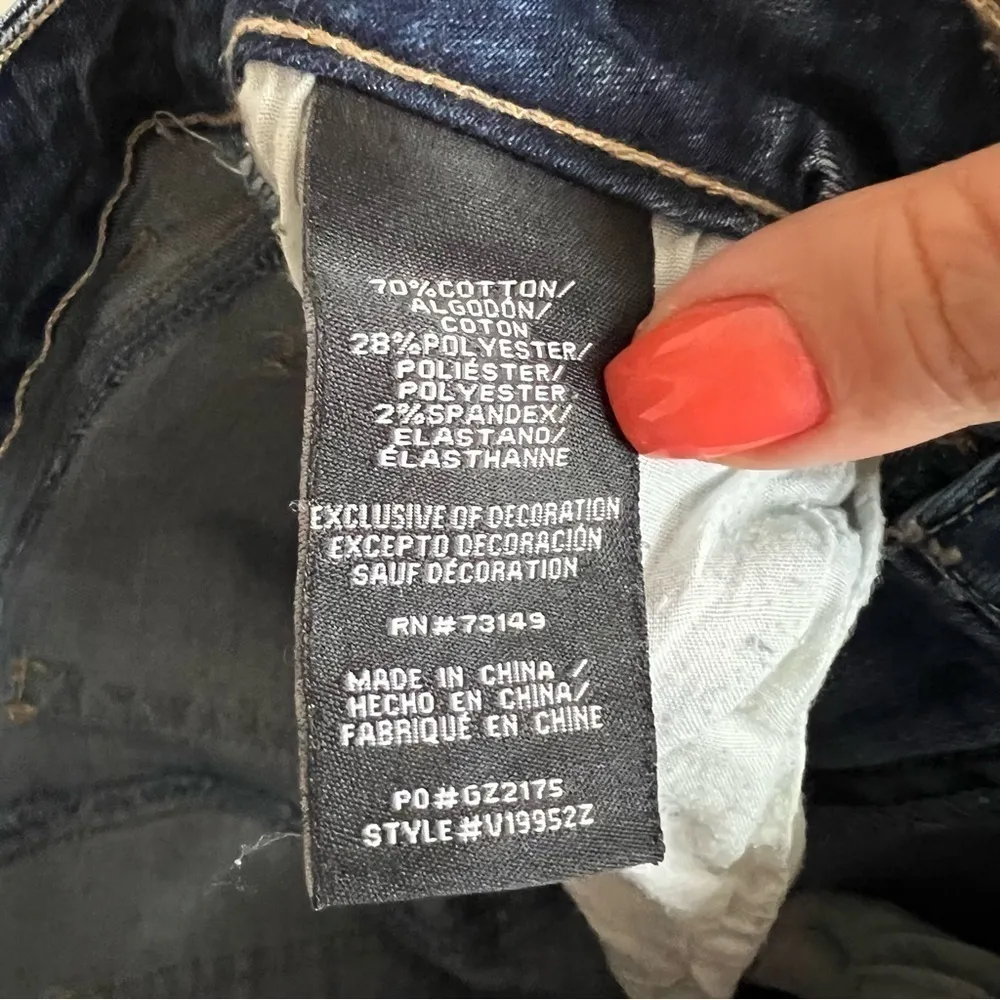 70%COTTON/
ALGODÓN/
COTON
28%POLYESTER/
POLIÉSTER/
POLYESTER
2%SPANDEX/
ELASTANO/
ÉLASTHANNE
EXCLUSIVE OF DECORATION
EXCEPTO DECORACIÓN
SAUF DÉCORATION
RN#73149
MADE IN CHINA /
HECHO EN CHINA/
FABRIQUÉ EN CHINE
PO#GZ2175
STYLE#V19952Z